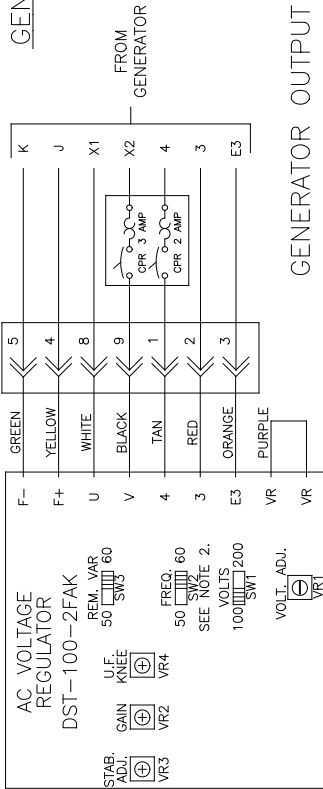 GEN
AC VOLTAGE
REGULATOR
DST-100-2FAK
STAB.
ADJ.
VR3
GAIN
VR2
U.F.
KNEE
VR4
REM. VAR
50 60
SW3
FREQ.
50 60
SW2
SEE NOTE 2.
VOLTS
100 200
SW1
VOLT. ADJ.
VR1
F- GREEN 5 K
F+ YELLOW 4 J
U WHITE 8 X1
V BLACK 9 X2
CPR 3 AMP
4 TAN 1 4
CPR 2 AMP
3 RED 2 3
E3 ORANGE 3 E3
VR PURPLE
VR
FROM
GENERATOR
GENERATOR OUTPUT